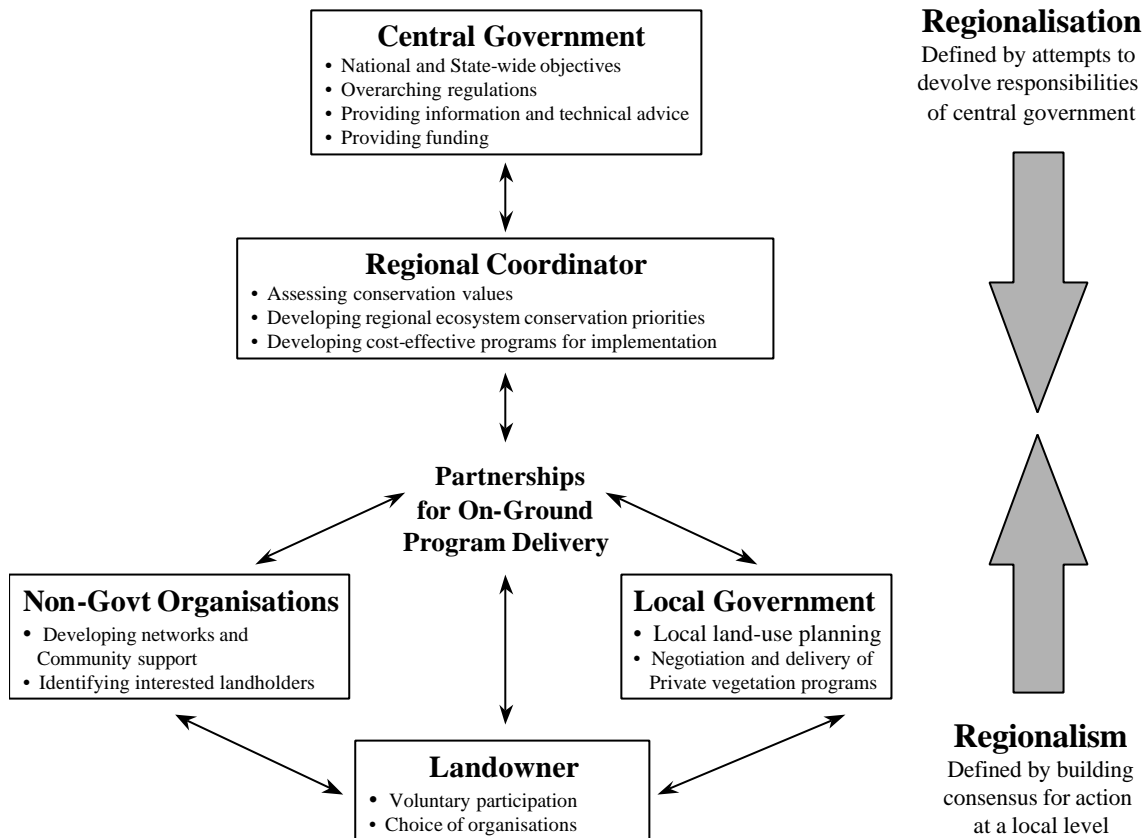 Central Government
• National and State-wide objectives
• Overarching regulations
• Providing information and technical advice
• Providing funding
Regionalisation
Defined by attempts to
devolve responsibilities
of central government
Regional Coordinator
• Assessing conservation values
• Developing regional ecosystem conservation priorities
• Developing cost-effective programs for implementation
Partnerships
for On-Ground
Program Delivery
Non-Govt Organisations
• Developing networks and
Community support
• Identifying interested landholders
Local Government
• Local land-use planning
• Negotiation and delivery of
Private vegetation programs
Landowner
• Voluntary participation
• Choice of organisations
Regionalism
Defined by building
consensus for action
at a local level